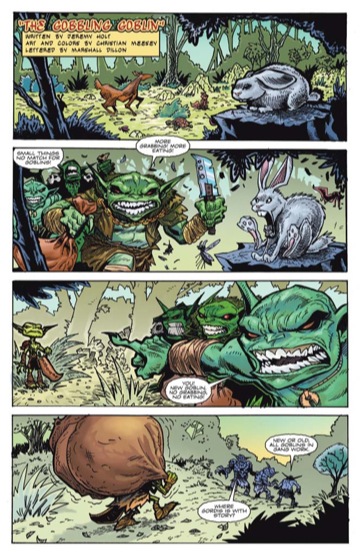 "THE GOBBLING GOBLIN"
WRITTEN BY JEREMY HOLT
ART AND COLORS BY CHRISTIAN MEESEY
LETTERED BY MARSHALL DILLON
SMALL THINGS
NO MATCH FOR
GOBLINS!
MORE
GRABBING! MORE
EATING!
YOU!
NEW GOBLIN,
NO GRABBING,
NO EATING!
NEW OR OLD,
ALL GOBLINS IN
GANG WORK.
WHERE
GORDIS IS WITH
STORY?